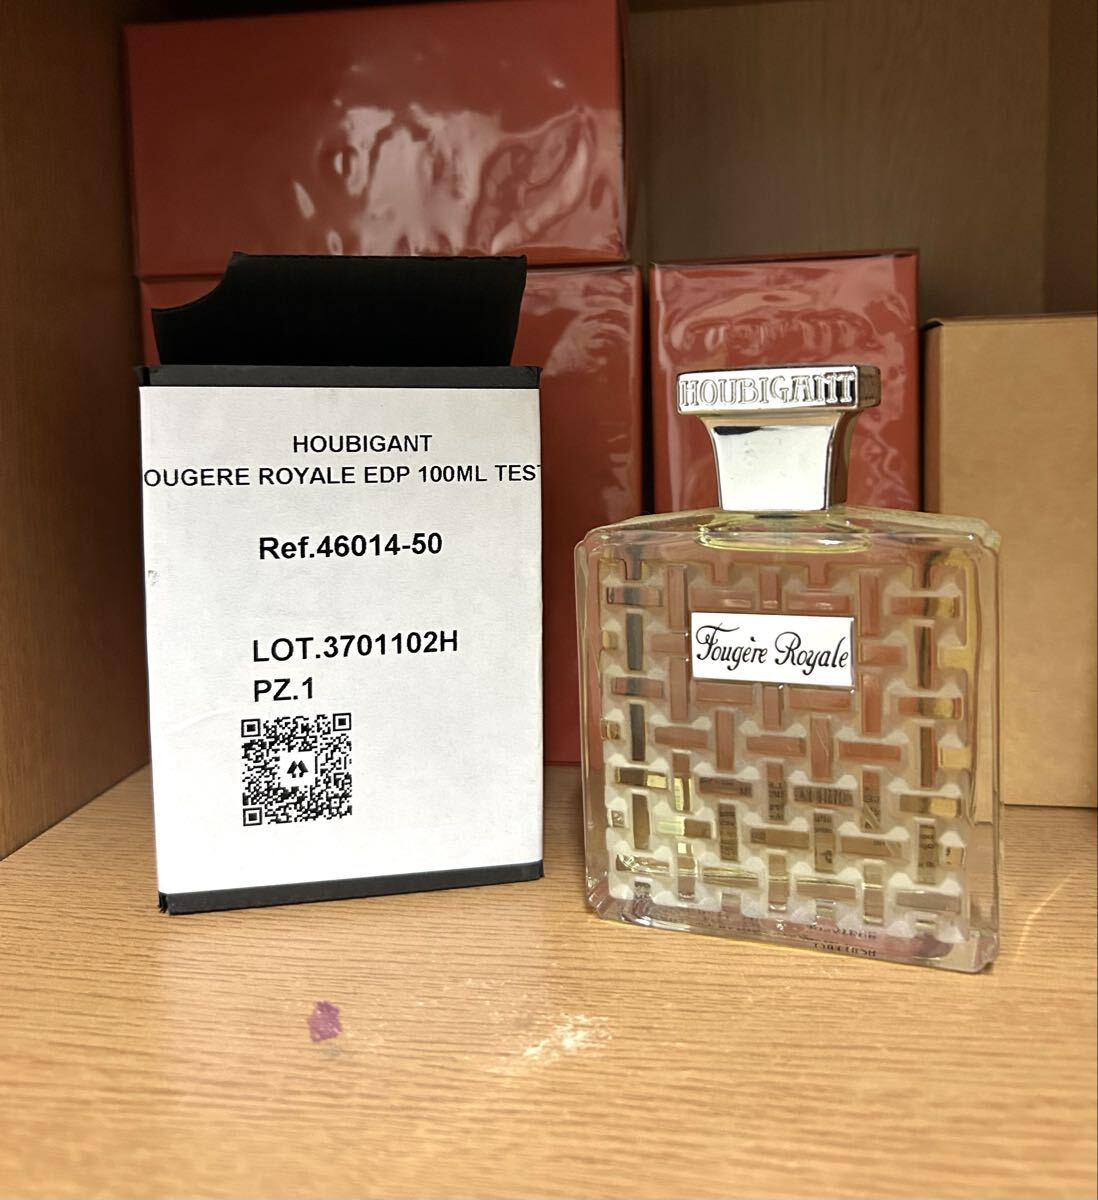 HOUBIGANT
OUGERE ROYALE EDP 100ML TEST
Ref.46014-50
LOT.3701102H
PZ.1
HOUBIGANT
Fougère Royale